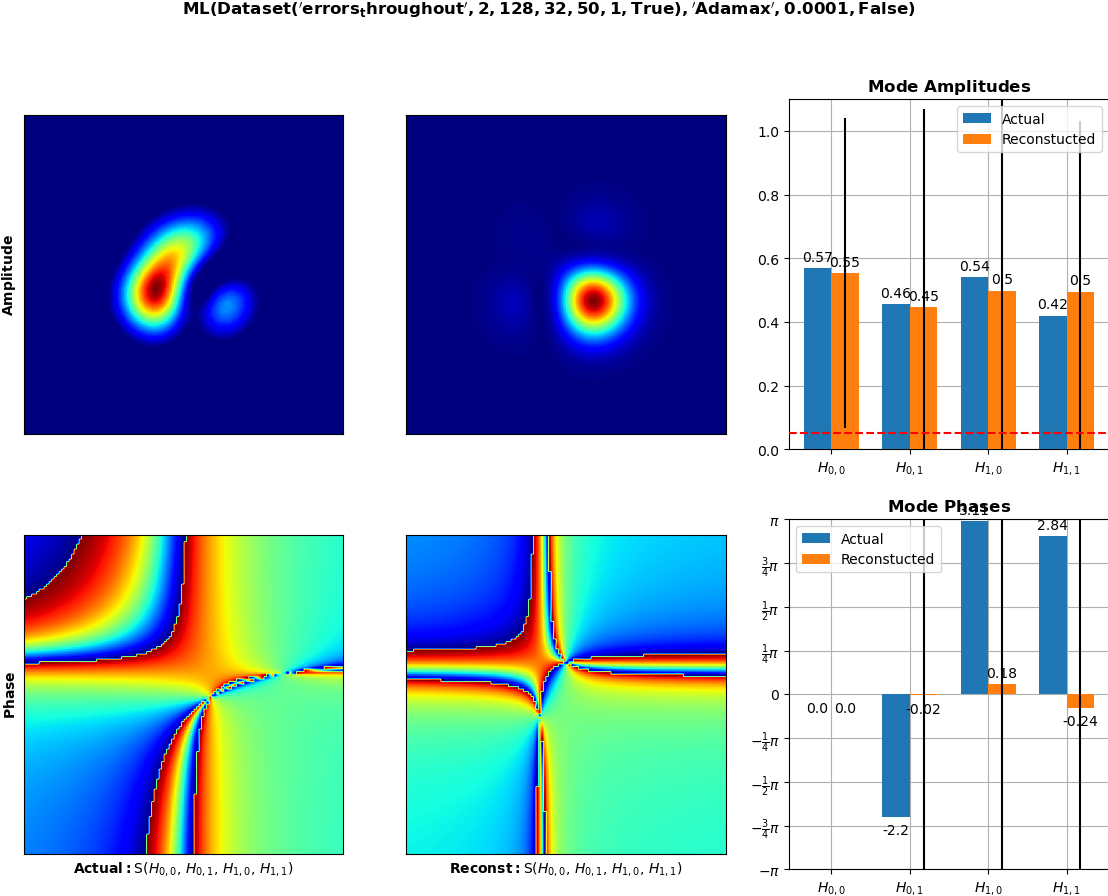 ML(Dataset('errors_throughout', 2, 128, 32, 50, 1, True), 'Adamax', 0.0001, False)
Amplitude
Mode Amplitudes
Actual
Reconstucted
1.0
0.8
0.6
0.4
0.2
0.0
0.57
0.55
0.46
0.45
0.54
0.5
0.42
0.5
H0,0
H0,1
H1,0
H1,1
Phase
Actual: S(H0,0, H0,1, H1,0, H1,1)
Reconst: S(H0,0, H0,1, H1,0, H1,1)
Mode Phases
Actual
Reconstucted
π
3/4π
1/2π
1/4π
0
−1/4π
−1/2π
−3/4π
−π
0.0
0.0
-2.2
-0.02
3.11
0.18
2.84
-0.24
H0,0
H0,1
H1,0
H1,1